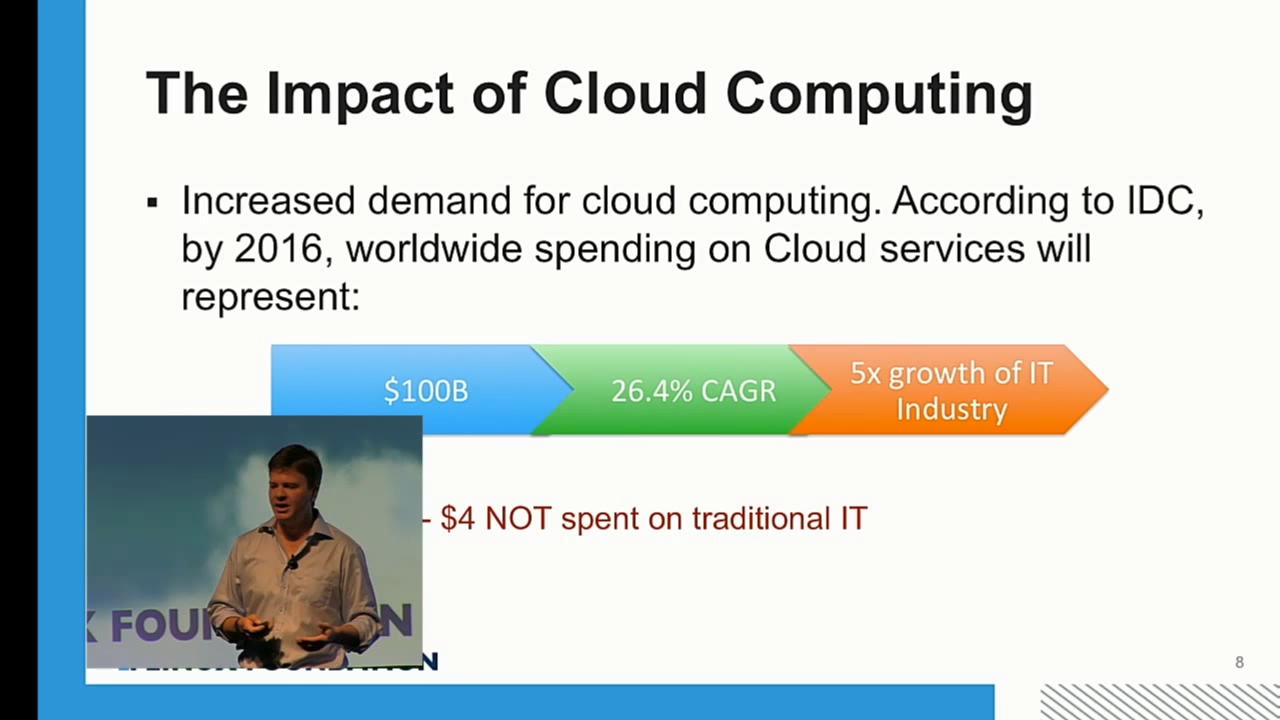 The Impact of Cloud Computing
▪ Increased demand for cloud computing. According to IDC,
by 2016, worldwide spending on Cloud services will
represent:
$100B
26.4% CAGR
5x growth of IT
Industry
- $4 NOT spent on traditional IT
8